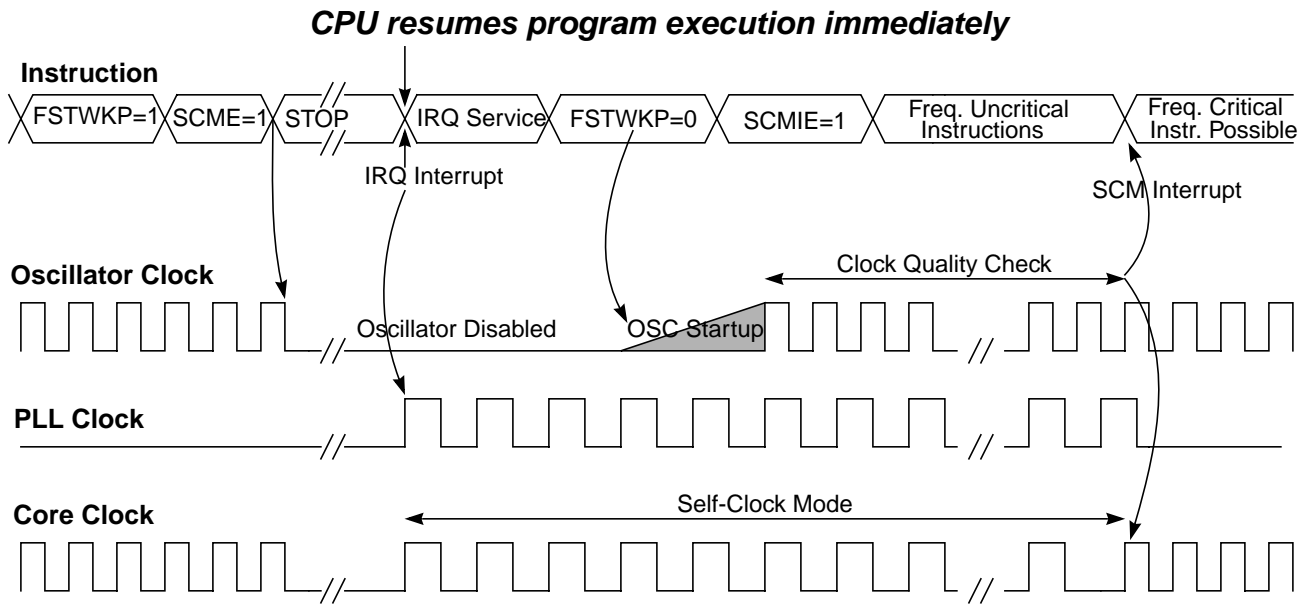 CPU resumes program execution immediately
Instruction
FSTWKP=1 SCME=1 STOP IRQ Service FSTWKP=0 SCMIE=1 Freq. Uncritical Instructions Freq. Critical Instr. Possible
IRQ Interrupt
SCM Interrupt
Clock Quality Check
Oscillator Clock
Oscillator Disabled
OSC Startup
PLL Clock
Self-Clock Mode
Core Clock